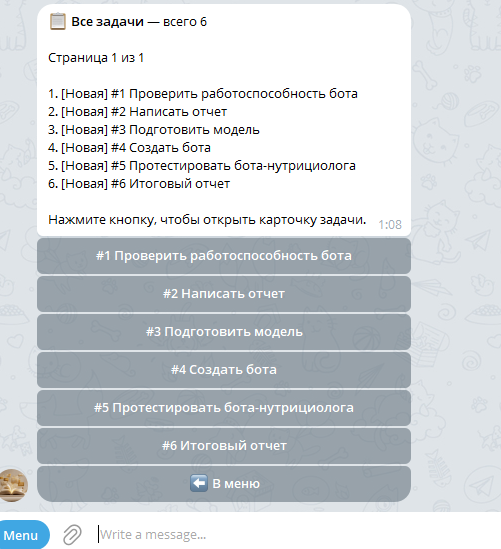 Все задачи — всего 6
Страница 1 из 1
1. [Новая] #1 Проверить работоспособность бота
2. [Новая] #2 Написать отчет
3. [Новая] #3 Подготовить модель
4. [Новая] #4 Создать бота
5. [Новая] #5 Протестировать бота-нутрициолога
6. [Новая] #6 Итоговый отчет
Нажмите кнопку, чтобы открыть карточку задачи.
1:08
#1 Проверить работоспособность бота
#2 Написать отчет
#3 Подготовить модель
#4 Создать бота
#5 Протестировать бота-нутрициолога
#6 Итоговый отчет
В меню
Menu
Write a message...